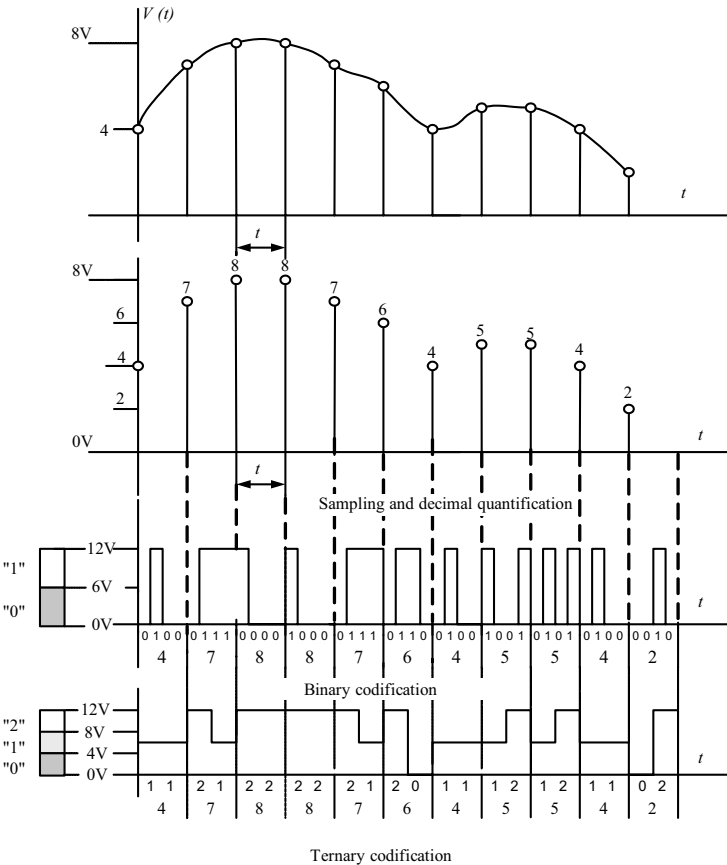 V (t)
8V
4
t
t
8V
8
8
7
7
6
6
5
5
4
4
4
2
2
0V
t
t
Sampling and decimal quantification
12V
"1"
6V
"0"
0V
t
0 1 0 0 0 1 1 1 0 0 0 0 1 0 0 0 0 1 1 1 0 1 1 0 0 1 0 0 1 0 0 1 0 1 0 1 0 1 0 0 0 0 1 0
4 7 8 8 7 6 4 5 5 4 2
Binary codification
12V
"2"
8V
"1"
4V
"0"
0V
t
1 1 2 1 2 2 2 2 2 1 2 0 1 1 1 2 1 2 1 1 0 2
4 7 8 8 7 6 4 5 5 4 2
Ternary codification